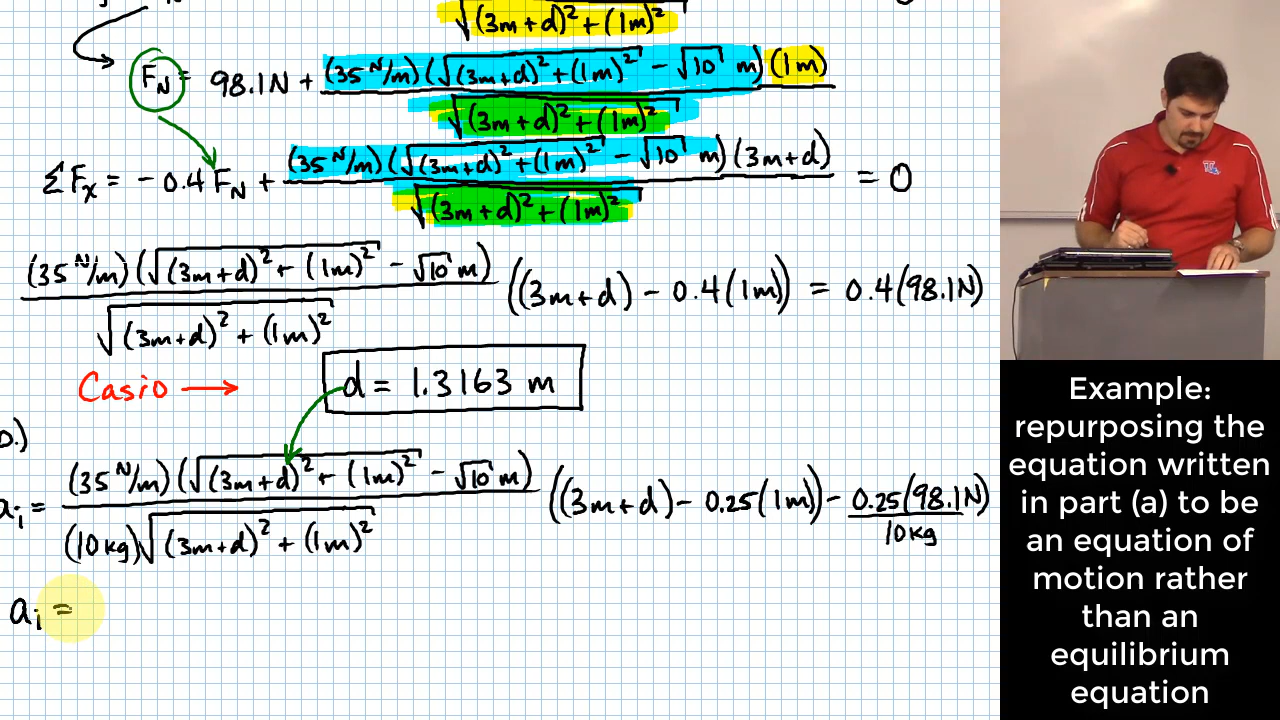 √((3m+d)²+(1m)²)
F_N = 98.1N + (35 N/m)(√((3m+d)²+(1m)²) - √10 m)(1m)
√((3m+d)²+(1m)²)
ΣF_x = -0.4 F_N + (35 N/m)(√((3m+d)²+(1m)²) - √10 m)(3m+d) = 0
√((3m+d)²+(1m)²)
(35 N/m)(√((3m+d)²+(1m)²) - √10 m) ((3m+d) - 0.4(1m)) = 0.4(98.1N)
√((3m+d)²+(1m)²)
Casio → d = 1.3163 m
a_i = (35 N/m)(√((3m+d)²+(1m)²) - √10 m) ((3m+d) - 0.25(1m)) - 0.25(98.1N)
(10kg)√((3m+d)²+(1m)²) 10kg
a_i =
Example:
repurposing the
equation written
in part (a) to be
an equation of
motion rather
than an
equilibrium
equation